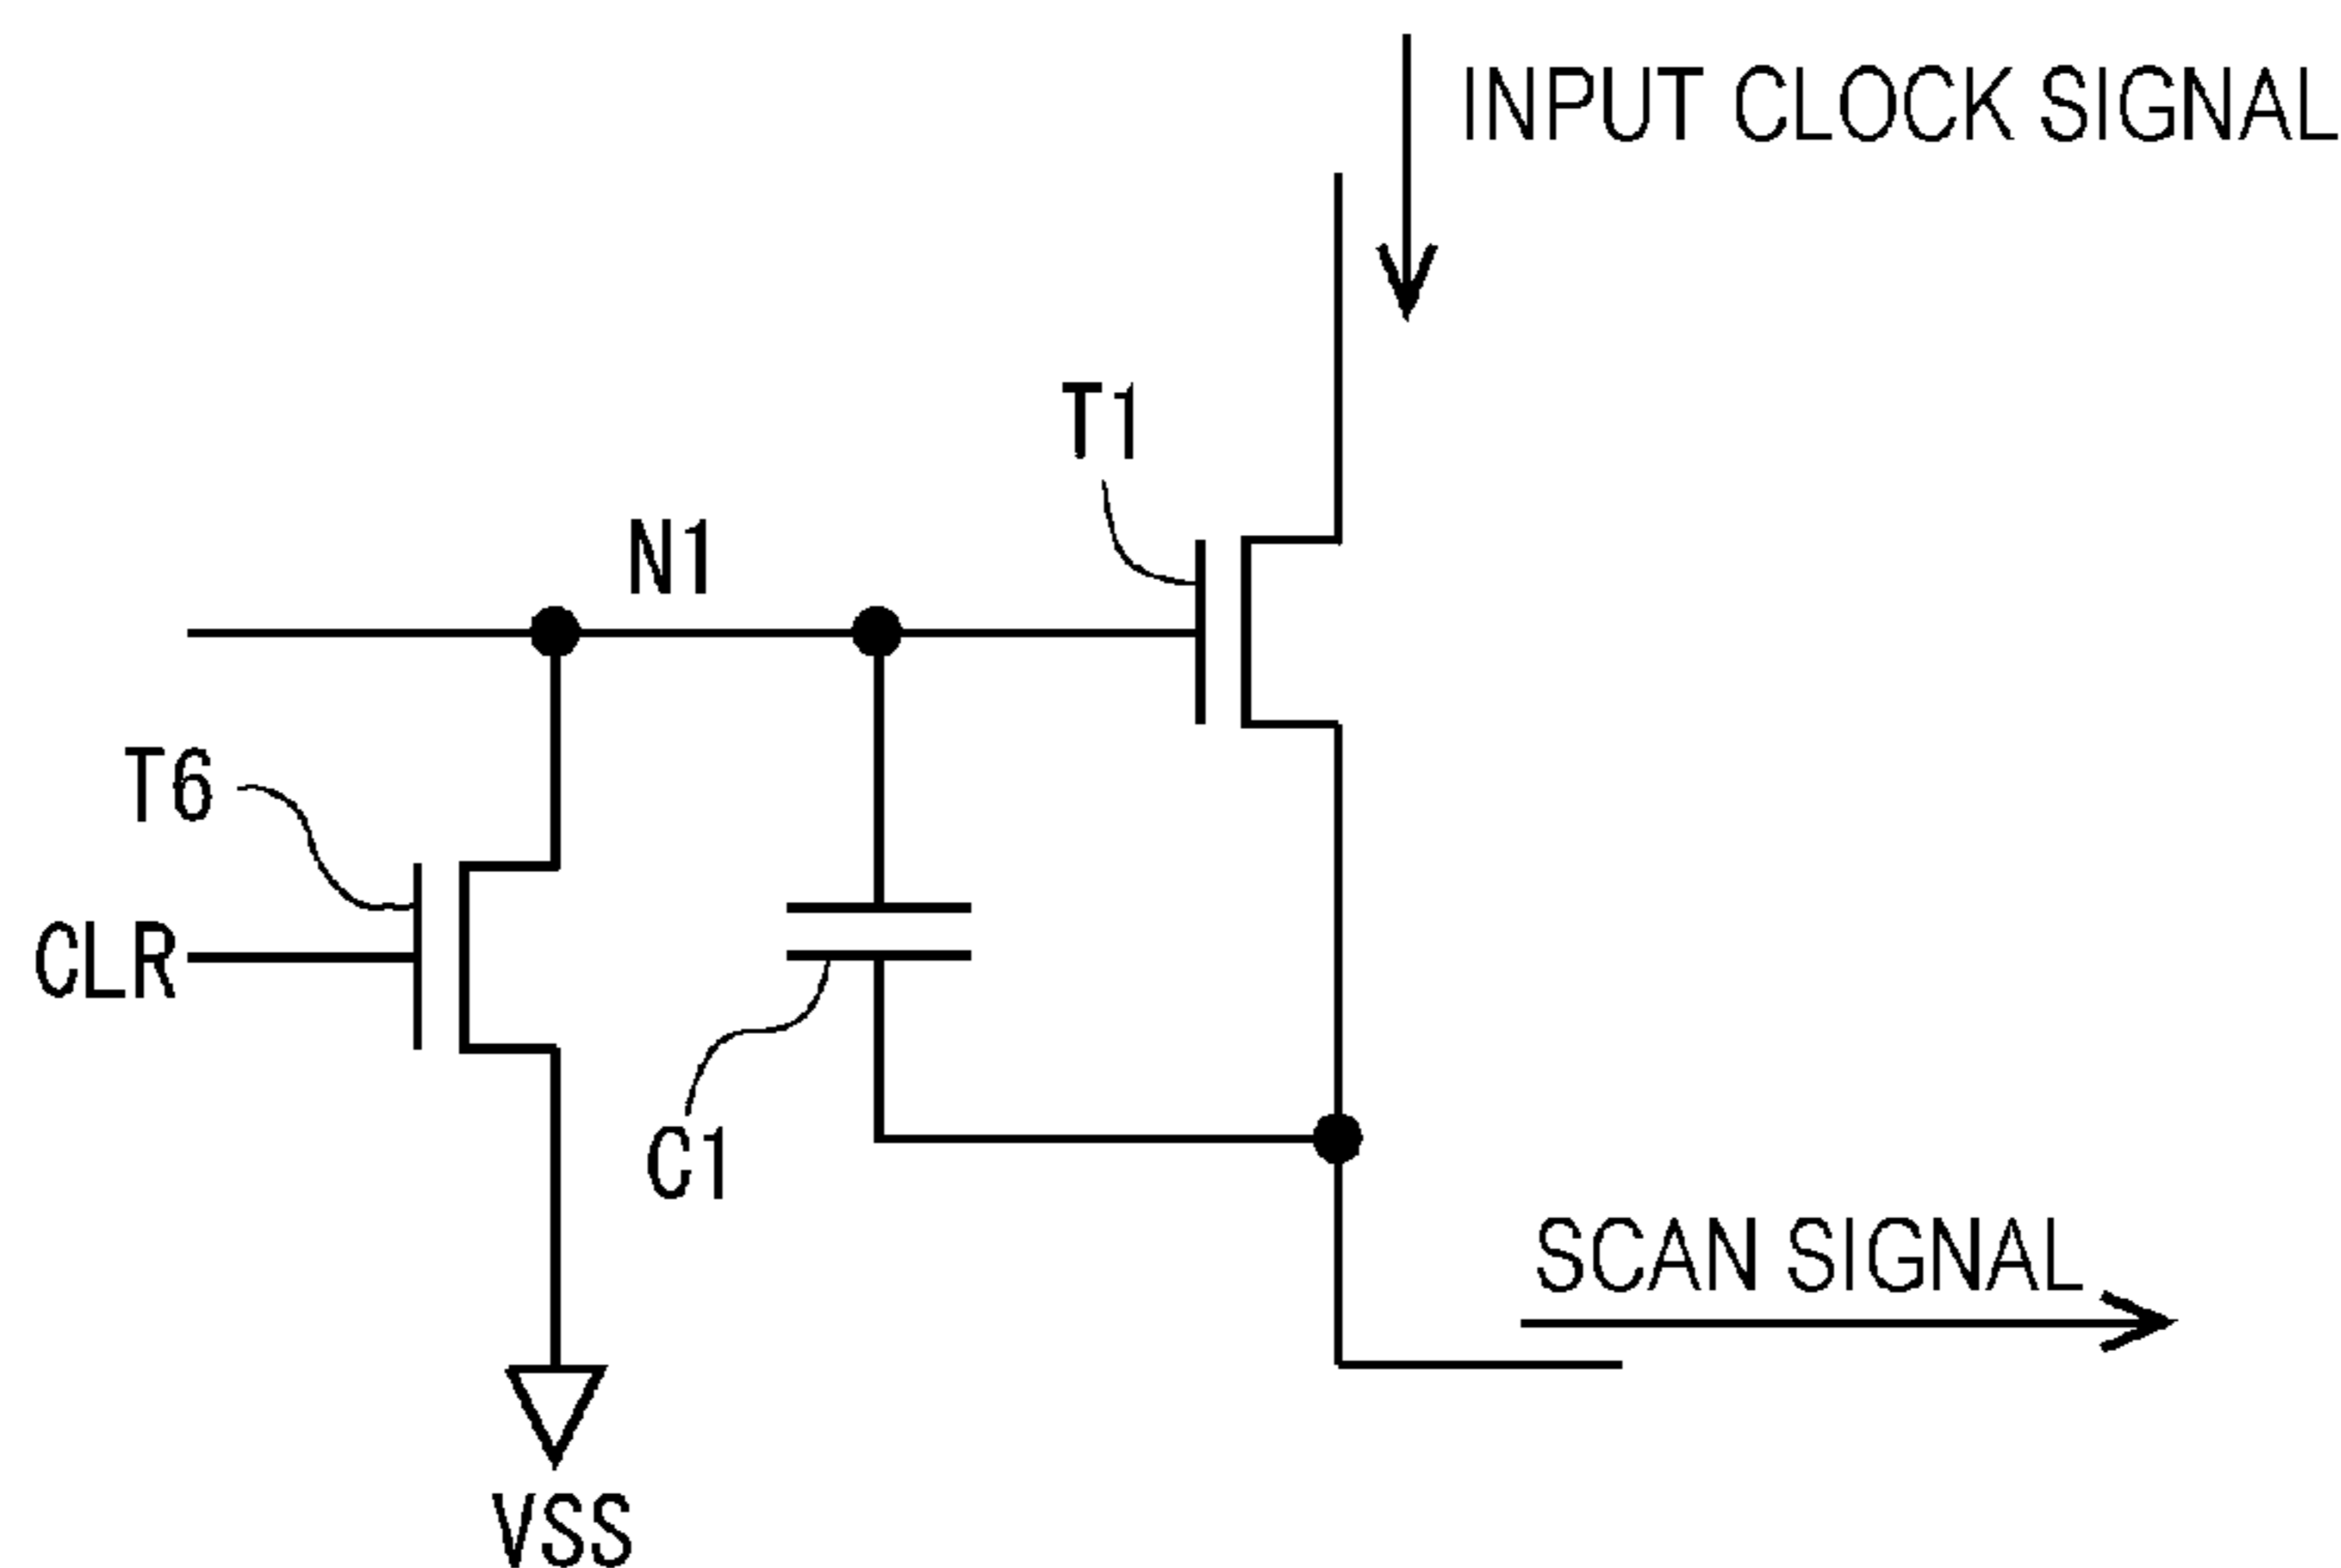 INPUT CLOCK SIGNAL
T1
N1
T6
CLR
C1
SCAN SIGNAL
VSS